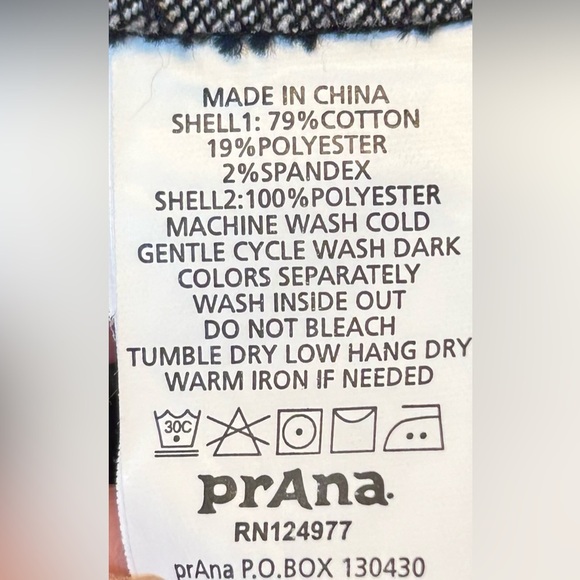 MADE IN CHINA
SHELL1: 79%COTTON
19%POLYESTER
2%SPANDEX
SHELL2:100%POLYESTER
MACHINE WASH COLD
GENTLE CYCLE WASH DARK
COLORS SEPARATELY
WASH INSIDE OUT
DO NOT BLEACH
TUMBLE DRY LOW HANG DRY
WARM IRON IF NEEDED
30C
prAna.
RN124977
prAna P.O.BOX 130430